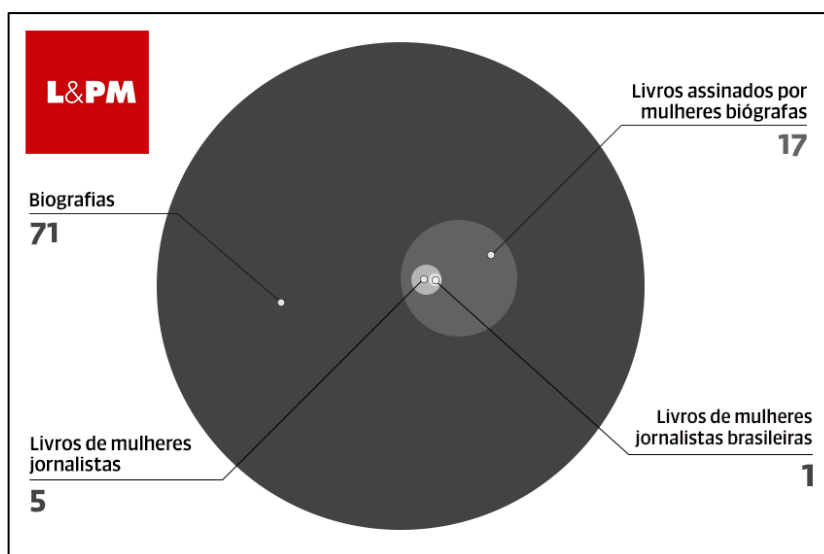 L&PM
Livros assinados por
mulheres biógrafas
17
Biografias
71
Livros de mulheres
jornalistas
5
Livros de mulheres
jornalistas brasileiras
1